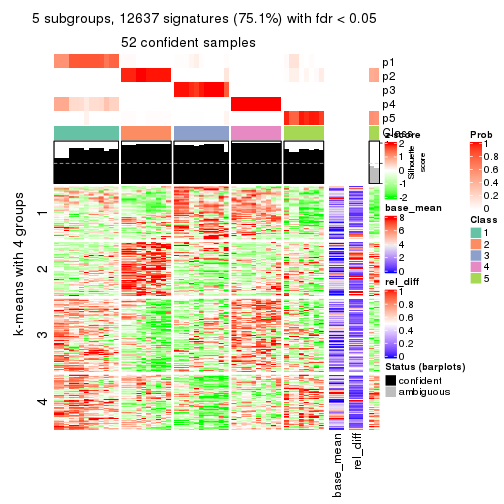 5 subgroups, 12637 signatures (75.1%) with fdr < 0.05
52 confident samples
p1
p2
p3
p4
p5
Class
Silhouette
score
k-means with 4 groups
1
2
3
4
base_mean
rel_diff
z-score
2
1
0
-1
-2
base_mean
8
6
4
2
0
rel_diff
1
0.8
0.6
0.4
0.2
0
Status (barplots)
confident
ambiguous
Prob
1
0.8
0.6
0.4
0.2
0
Class
1
2
3
4
5